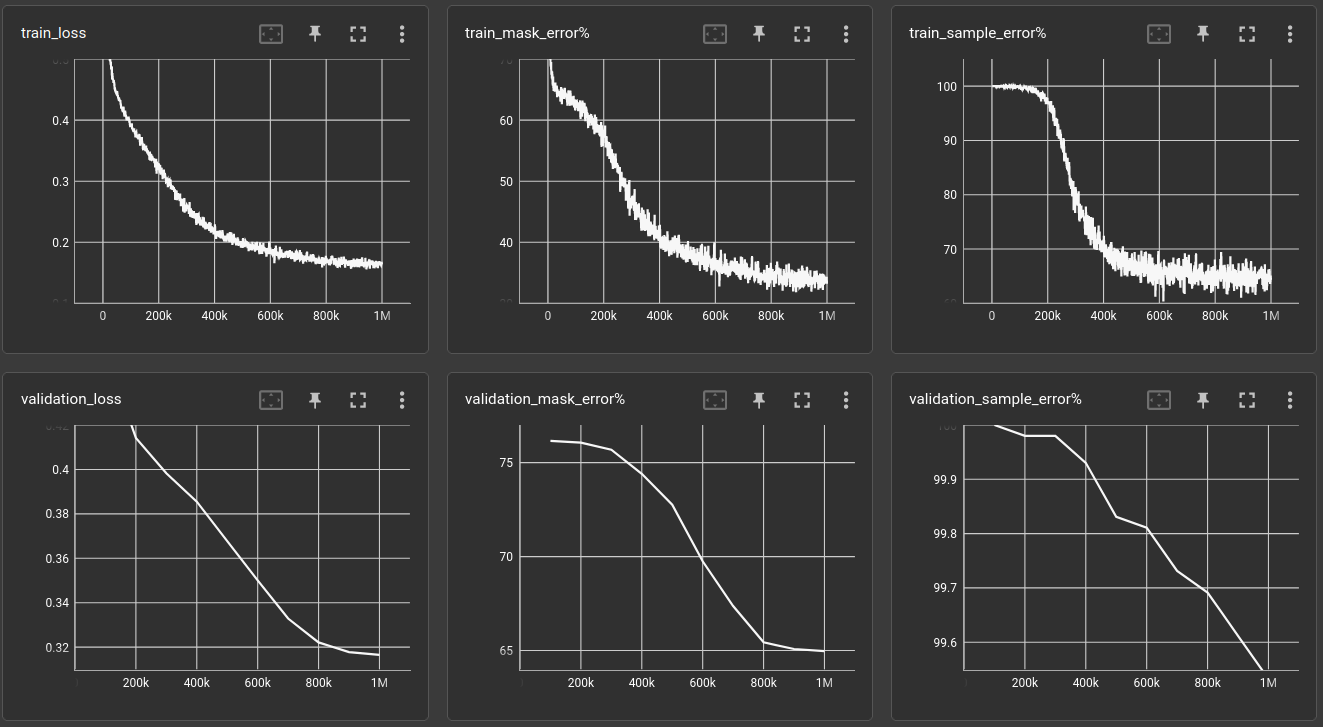 train_loss
train_mask_error%
train_sample_error%
0.4
0.3
0.2
0 200k 400k 600k 800k 1M
60
50
40
0 200k 400k 600k 800k 1M
100
90
80
70
0 200k 400k 600k 800k 1M
validation_loss
validation_mask_error%
validation_sample_error%
0.4
0.38
0.36
0.34
0.32
200k 400k 600k 800k 1M
75
70
65
200k 400k 600k 800k 1M
99.9
99.8
99.7
99.6
200k 400k 600k 800k 1M